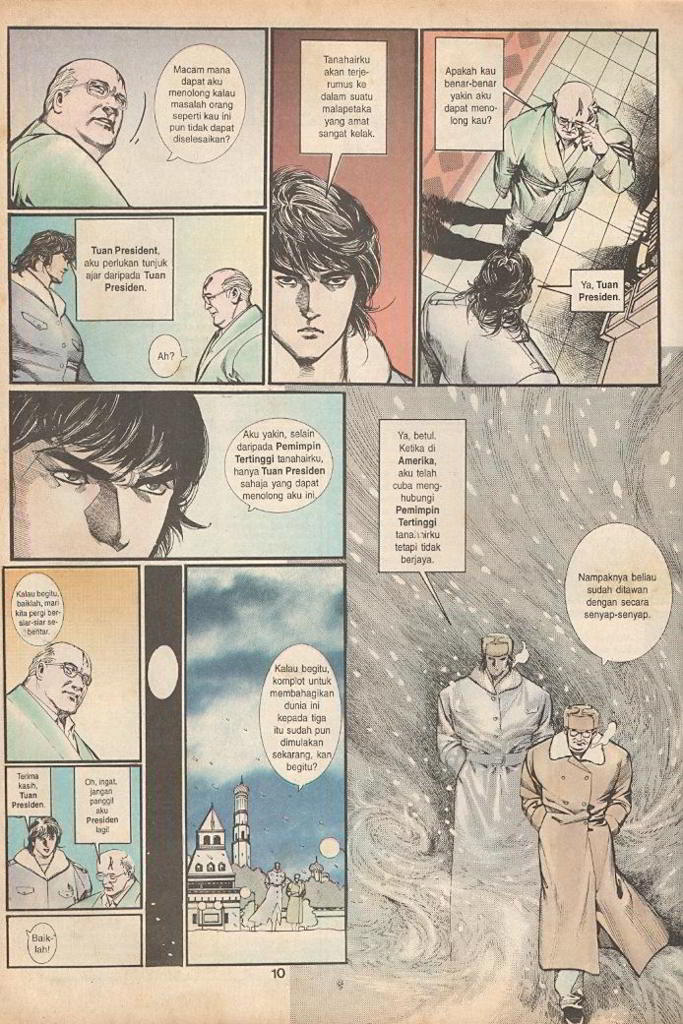 Macam mana
dapat aku
menolong kalau
masalah orang
seperti kau ini
pun tidak dapat
diselesaikan?
Tuan President,
aku perlukan tunjuk
ajar daripada Tuan
Presiden.
Ah?
Tanahairku
akan terje-
rumus ke
dalam suatu
malapetaka
yang amat
sangat kelak.
Apakah kau
benar-benar
yakin aku
dapat meno-
long kau?
Ya, Tuan
Presiden.
Aku yakin, selain
daripada Pemimpin
Tertinggi tanahairku,
hanya Tuan Presiden
sahaja yang dapat
menolong aku ini.
Kalau begitu,
baiklah, mari
kita pergi ber-
siar-siar se-
bentar.
Terima
kasih,
Tuan
Presiden.
Oh, ingat,
jangan
panggil
aku
Presiden
lagi!
Baik-
lah!
Kalau begitu,
komplot untuk
membahagikan
dunia ini
kepada tiga
itu sudah pun
dimulakan
sekarang, kan
begitu?
Ya, betul.
Ketika di
Amerika,
aku telah
cuba meng-
hubungi
Pemimpin
Tertinggi
tanahairku
tetapi tidak
berjaya.
Nampaknya beliau
sudah ditawan
dengan secara
senyap-senyap.
10